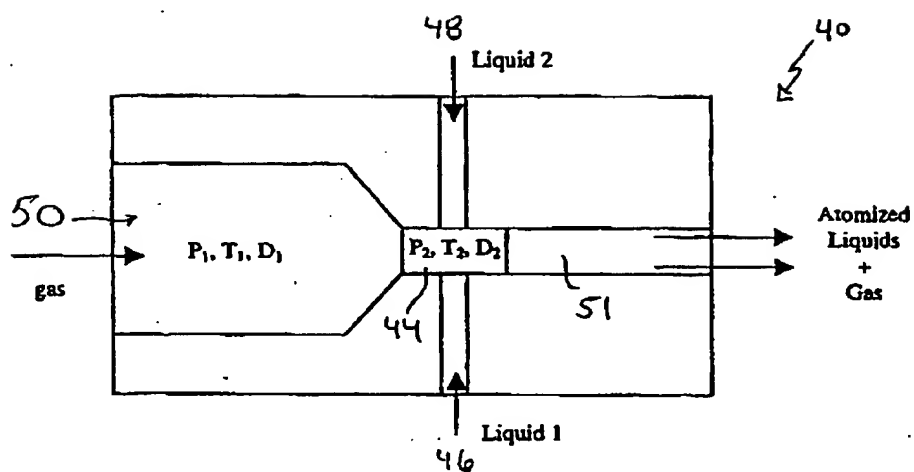 48
Liquid 2
40
50
P₁, T₁, D₁
gas
P₂, T₂, D₂
44
51
Atomized
Liquids
+
Gas
Liquid 1
46